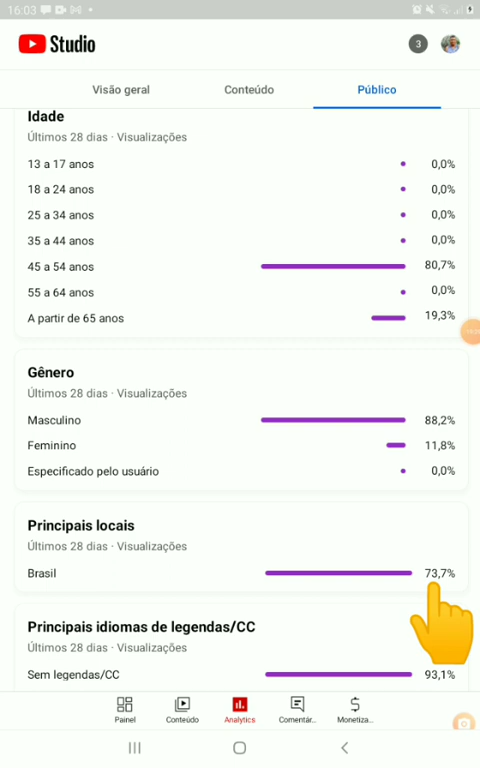 16:03
Studio
3
Visão geral
Conteúdo
Público
Idade
Últimos 28 dias · Visualizações
13 a 17 anos 0,0%
18 a 24 anos 0,0%
25 a 34 anos 0,0%
35 a 44 anos 0,0%
45 a 54 anos 80,7%
55 a 64 anos 0,0%
A partir de 65 anos 19,3%
Gênero
Últimos 28 dias · Visualizações
Masculino 88,2%
Feminino 11,8%
Especificado pelo usuário 0,0%
Principais locais
Últimos 28 dias · Visualizações
Brasil 73,7%
Principais idiomas de legendas/CC
Últimos 28 dias · Visualizações
Sem legendas/CC 93,1%
Painel
Conteúdo
Analytics
Comentár...
Monetiza...